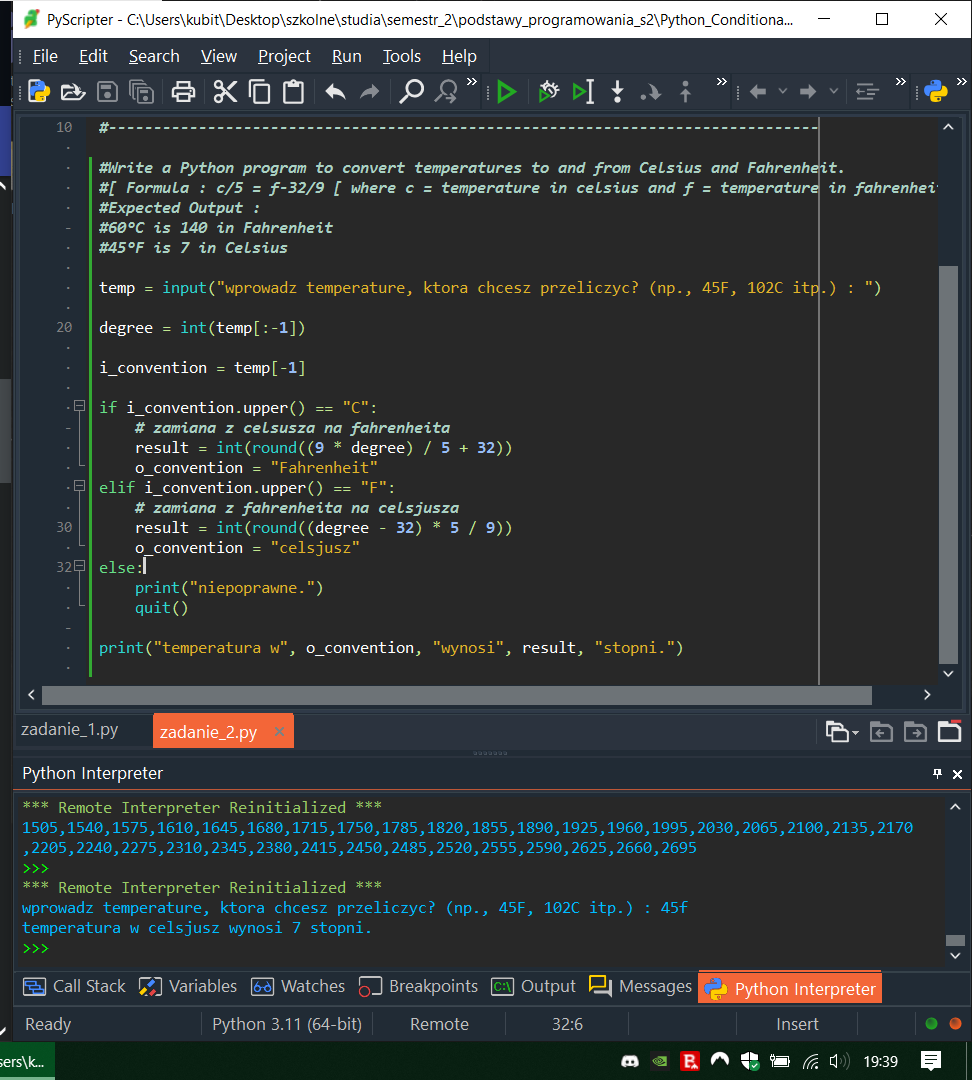 PyScripter - C:\Users\kubit\Desktop\szkolne\studia\semestr_2\podstawy_programowania_s2\Python_Conditiona...
File Edit Search View Project Run Tools Help
10 #-------------------------------------------------------------------------------
#Write a Python program to convert temperatures to and from Celsius and Fahrenheit.
#[ Formula : c/5 = f-32/9 [ where c = temperature in celsius and f = temperature in fahrenheit
#Expected Output :
#60°C is 140 in Fahrenheit
#45°F is 7 in Celsius
temp = input("wprowadz temperature, ktora chcesz przeliczyc? (np., 45F, 102C itp.) : ")
20 degree = int(temp[:-1])
i_convention = temp[-1]
if i_convention.upper() == "C":
# zamiana z celsusza na fahrenheita
result = int(round((9 * degree) / 5 + 32))
o_convention = "Fahrenheit"
elif i_convention.upper() == "F":
# zamiana z fahrenheita na celsjusza
30 result = int(round((degree - 32) * 5 / 9))
o_convention = "celsjusz"
32 else:
print("niepoprawne.")
quit()
print("temperatura w", o_convention, "wynosi", result, "stopni.")
zadanie_1.py zadanie_2.py ×
Python Interpreter
*** Remote Interpreter Reinitialized ***
1505,1540,1575,1610,1645,1680,1715,1750,1785,1820,1855,1890,1925,1960,1995,2030,2065,2100,2135,2170
,2205,2240,2275,2310,2345,2380,2415,2450,2485,2520,2555,2590,2625,2660,2695
>>>
*** Remote Interpreter Reinitialized ***
wprowadz temperature, ktora chcesz przeliczyc? (np., 45F, 102C itp.) : 45f
temperatura w celsjusz wynosi 7 stopni.
>>>
Call Stack Variables Watches Breakpoints Output Messages Python Interpreter
Ready Python 3.11 (64-bit) Remote 32:6 Insert
sers\k... 19:39